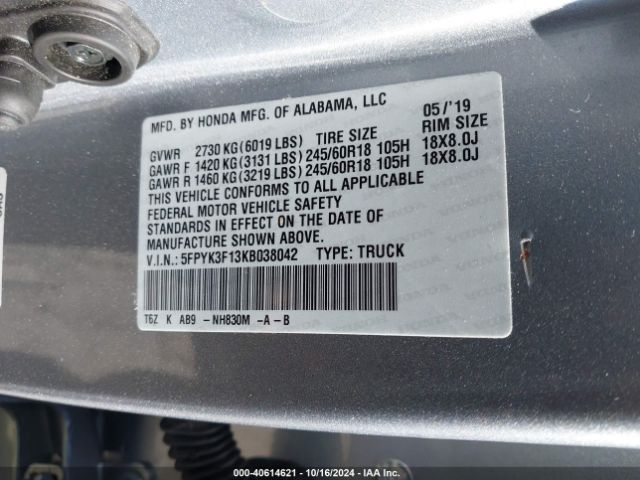 MFD. BY HONDA MFG. OF ALABAMA, LLC 05/'19
GVWR 2730 KG(6019 LBS) TIRE SIZE RIM SIZE
GAWR F 1420 KG(3131 LBS) 245/60R18 105H 18X8.0J
GAWR R 1460 KG(3219 LBS) 245/60R18 105H 18X8.0J
THIS VEHICLE CONFORMS TO ALL APPLICABLE
FEDERAL MOTOR VEHICLE SAFETY
STANDARDS IN EFFECT ON THE DATE OF
MANUFACTURE SHOWN ABOVE.
V.I.N.: 5FPYK3F13KB038042 TYPE: TRUCK
T6Z K AB9 -NH830M -A-B
000-40614621 | 10/16/2024 | IAA Inc.